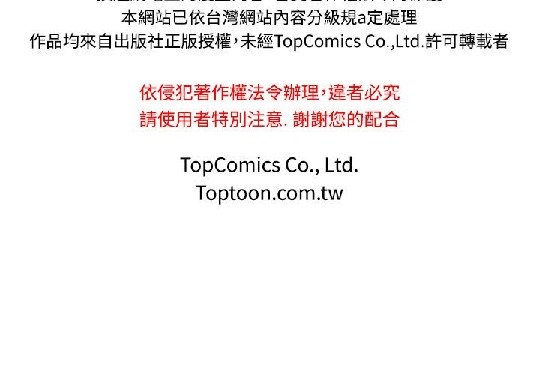 本網站已依台灣網站內容分級規a定處理
作品均來自出版社正版授權,未經TopComics Co.,Ltd.許可轉載者
依侵犯著作權法令辦理,違者必究
請使用者特別注意. 謝謝您的配合
TopComics Co., Ltd.
Toptoon.com.tw